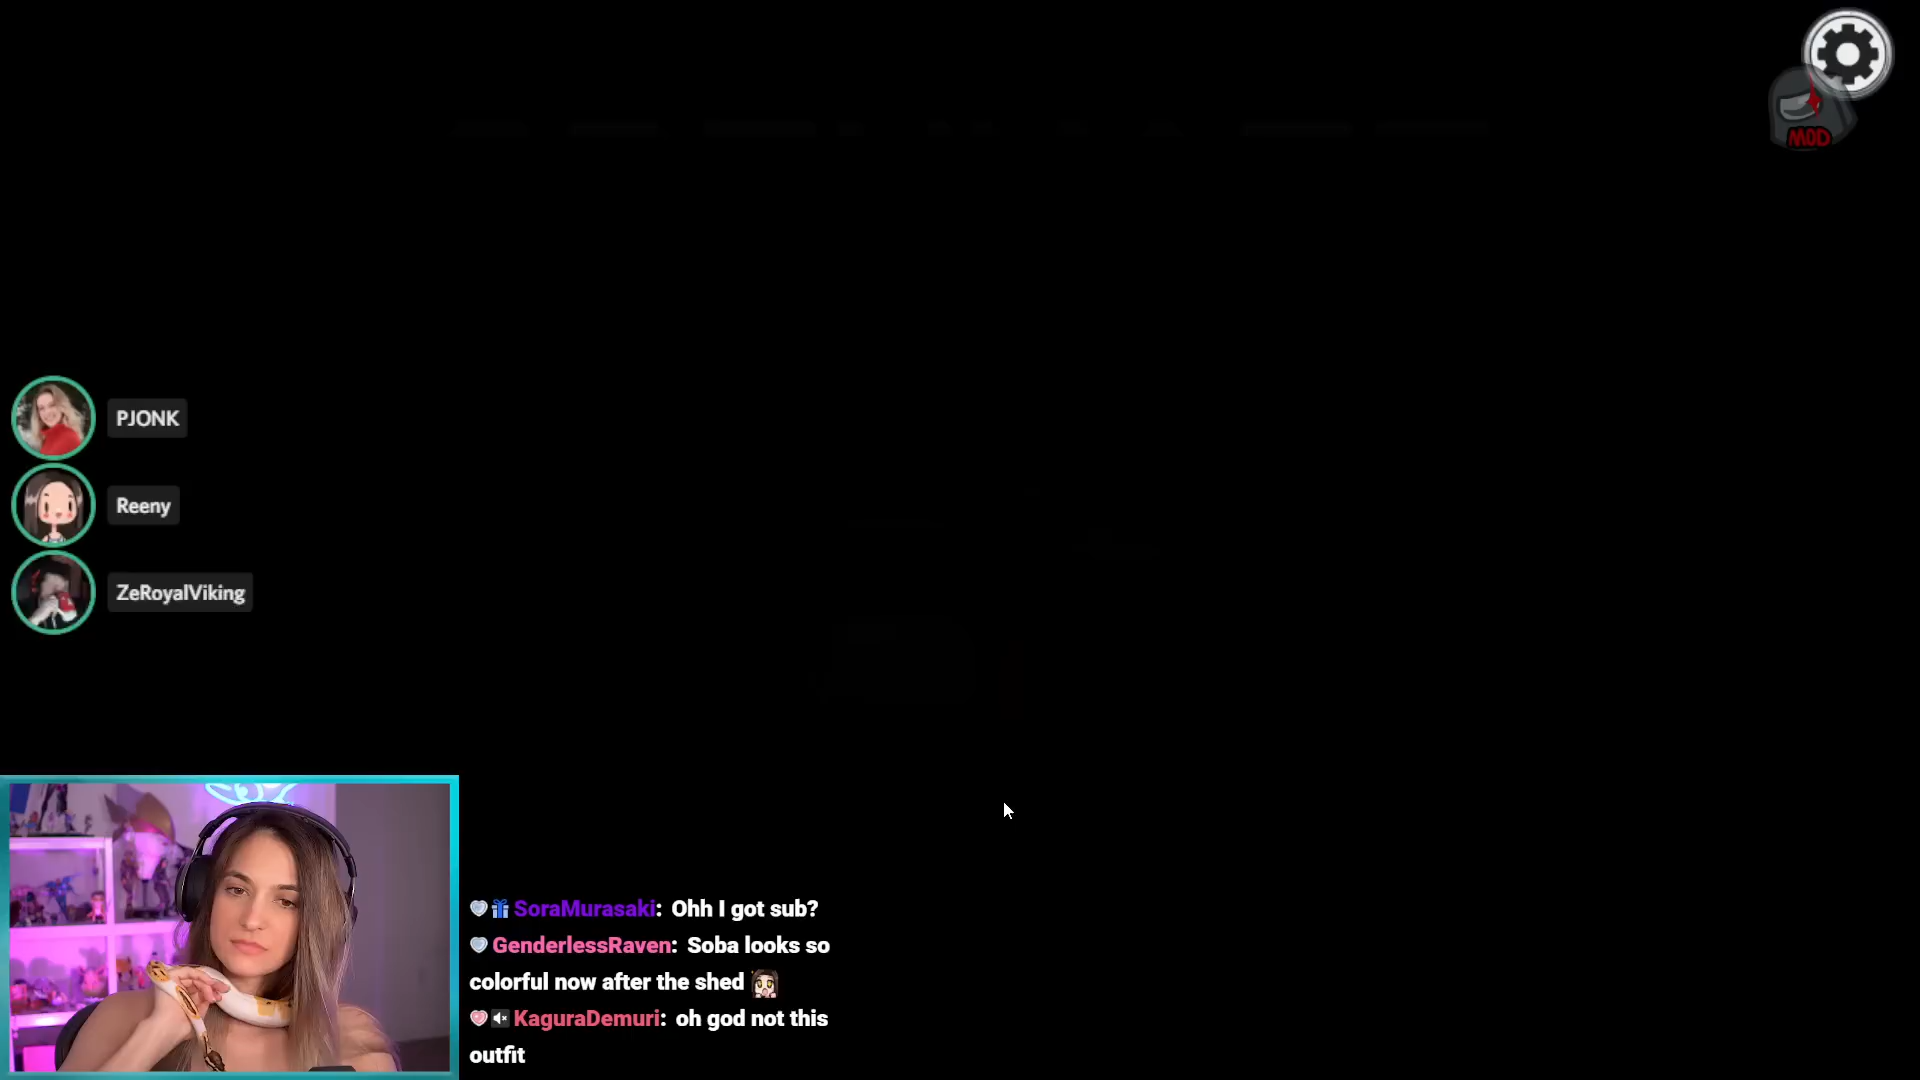 MOD
PJONK
Reeny
ZeRoyalViking
SoraMurasaki: Ohh I got sub?
GenderlessRaven: Soba looks so
colorful now after the shed
KaguraDemuri: oh god not this
outfit